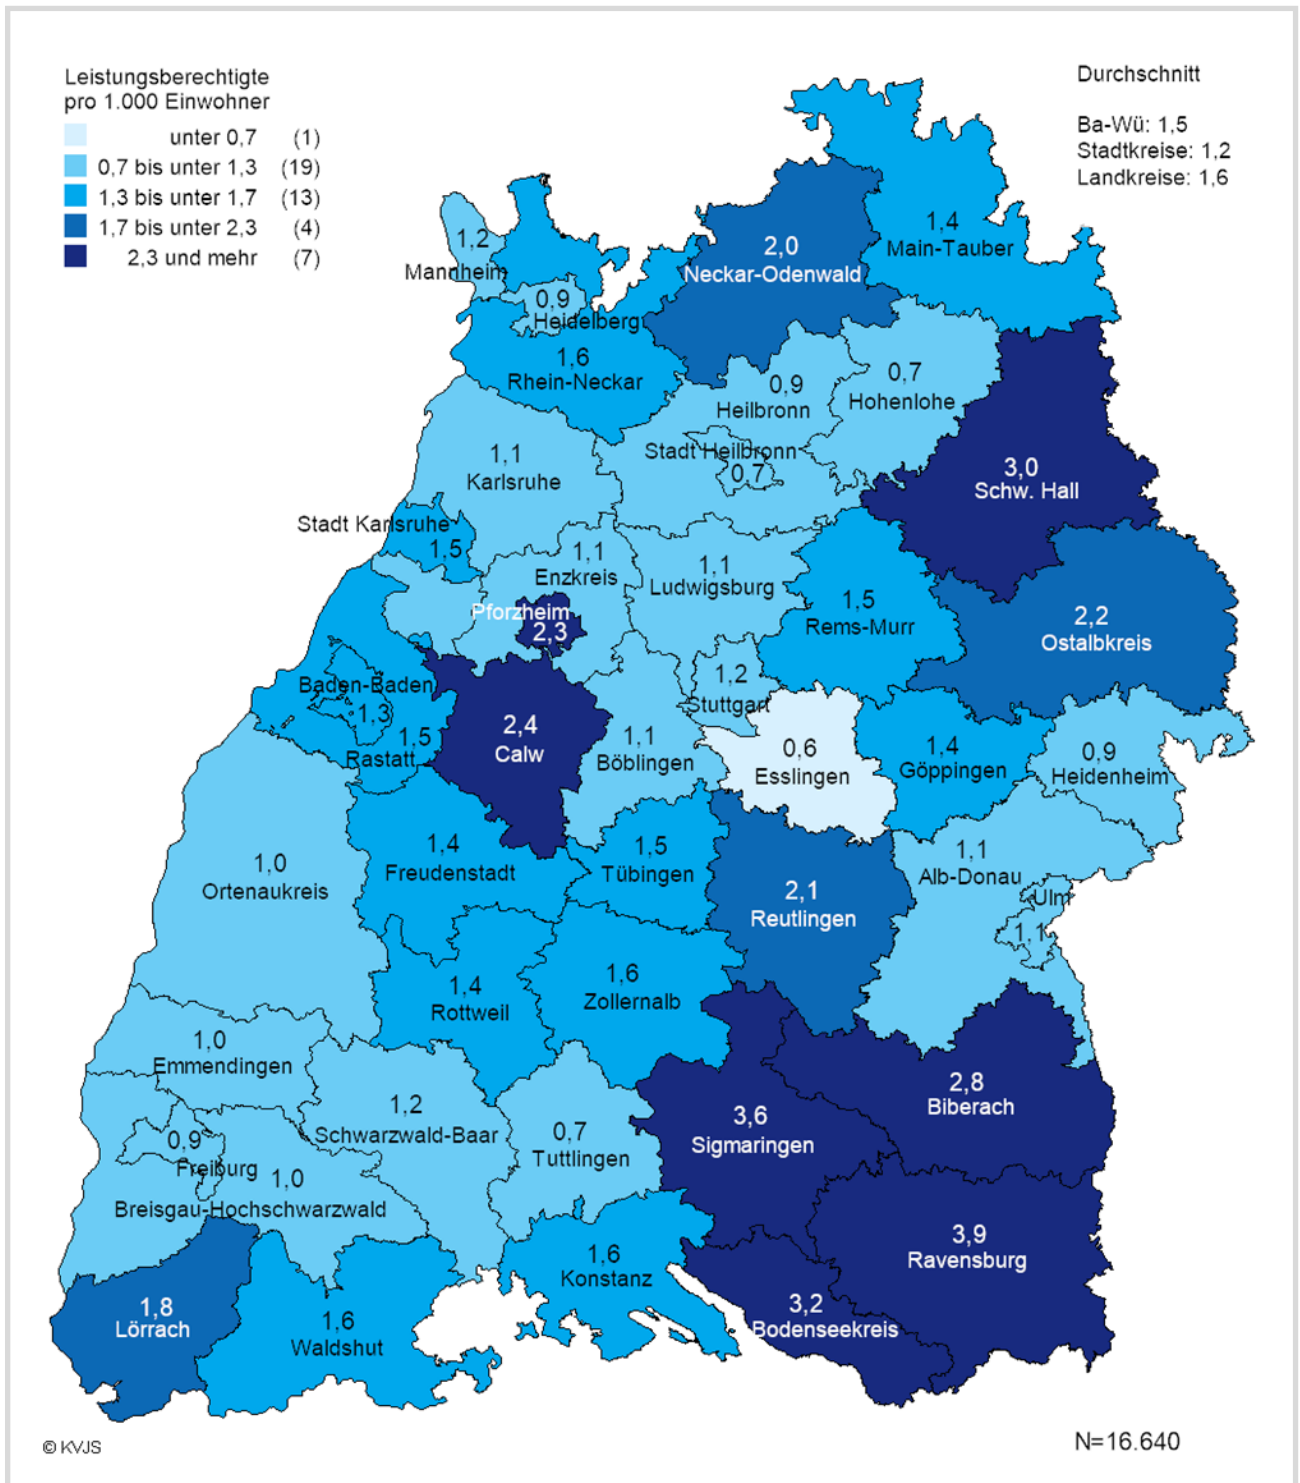 Leistungsberechtigte
pro 1.000 Einwohner
unter 0,7 (1)
0,7 bis unter 1,3 (19)
1,3 bis unter 1,7 (13)
1,7 bis unter 2,3 (4)
2,3 und mehr (7)
Durchschnitt
Ba-Wü: 1,5
Stadtkreise: 1,2
Landkreise: 1,6
1,4
Main-Tauber
2,0
Neckar-Odenwald
1,2
Mannheim
0,9
Heidelberg
1,6
Rhein-Neckar
0,9
Heilbronn
0,7
Hohenlohe
Stadt Heilbronn
0,7
3,0
Schw. Hall
1,1
Karlsruhe
Stadt Karlsruhe
1,5
1,1
Enzkreis
1,1
Ludwigsburg
1,5
Rems-Murr
2,2
Ostalbkreis
Pforzheim
2,3
Baden-Baden
1,3
1,5
Rastatt
2,4
Calw
1,2
Stuttgart
1,1
Böblingen
0,6
Esslingen
1,4
Göppingen
0,9
Heidenheim
1,0
Ortenaukreis
1,4
Freudenstadt
1,5
Tübingen
2,1
Reutlingen
1,1
Alb-Donau
Ulm
1,1
1,4
Rottweil
1,6
Zollernalb
1,0
Emmendingen
1,2
Schwarzwald-Baar
0,7
Tuttlingen
3,6
Sigmaringen
2,8
Biberach
0,9
Freiburg
1,0
Breisgau-Hochschwarzwald
1,8
Lörrach
1,6
Waldshut
1,6
Konstanz
3,2
Bodenseekreis
3,9
Ravensburg
© KVJS
N=16.640